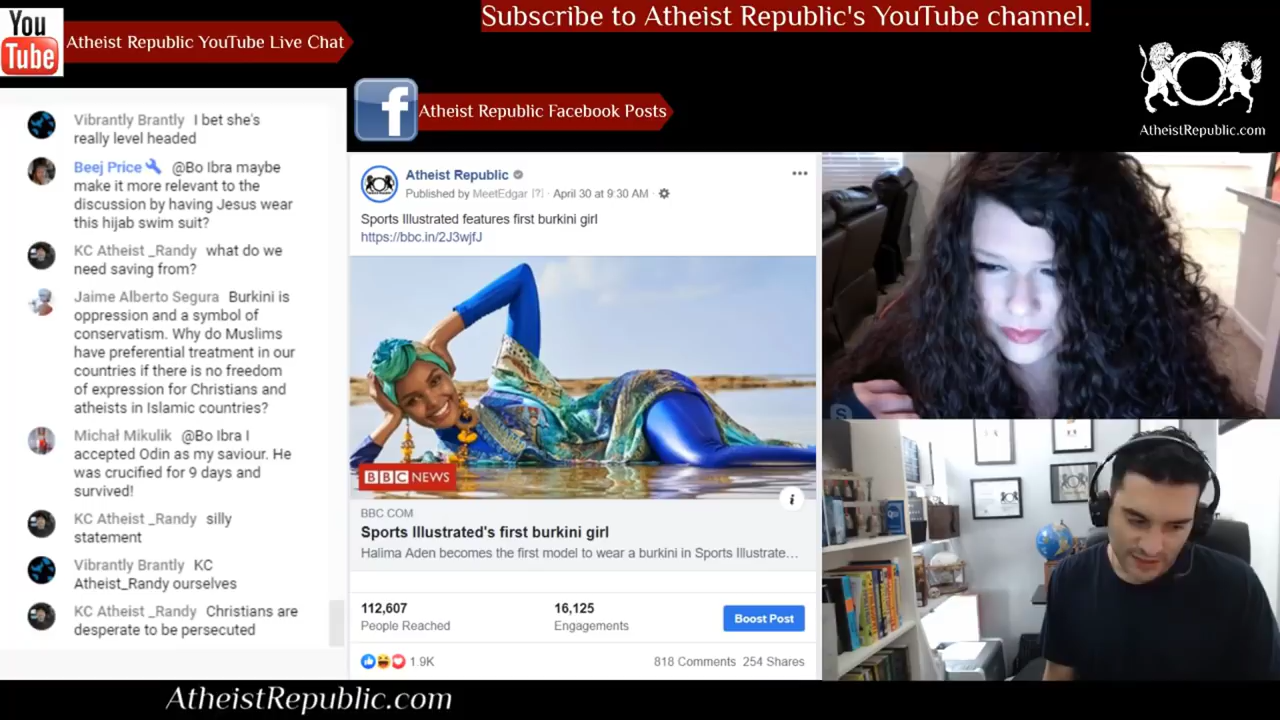 Subscribe to Atheist Republic's YouTube channel.
You
Tube
Atheist Republic YouTube Live Chat
Atheist Republic Facebook Posts
AtheistRepublic.com
Vibrantly Brantly I bet she's
really level headed
Beej Price @Bo Ibra maybe
make it more relevant to the
discussion by having Jesus wear
this hijab swim suit?
KC Atheist _Randy what do we
need saving from?
Jaime Alberto Segura Burkini is
oppression and a symbol of
conservatism. Why do Muslims
have preferential treatment in our
countries if there is no freedom
of expression for Christians and
atheists in Islamic countries?
Michał Mikulik @Bo Ibra I
accepted Odin as my saviour. He
was crucified for 9 days and
survived!
KC Atheist _Randy silly
statement
Vibrantly Brantly KC
Atheist_Randy ourselves
KC Atheist _Randy Christians are
desperate to be persecuted
Atheist Republic
Published by MeetEdgar [?] · April 30 at 9:30 AM ·
Sports Illustrated features first burkini girl
https://bbc.in/2J3wjfJ
BBC NEWS
BBC.COM
Sports Illustrated's first burkini girl
Halima Aden becomes the first model to wear a burkini in Sports Illustrate…
112,607
People Reached
16,125
Engagements
Boost Post
1.9K
818 Comments 254 Shares
AtheistRepublic.com